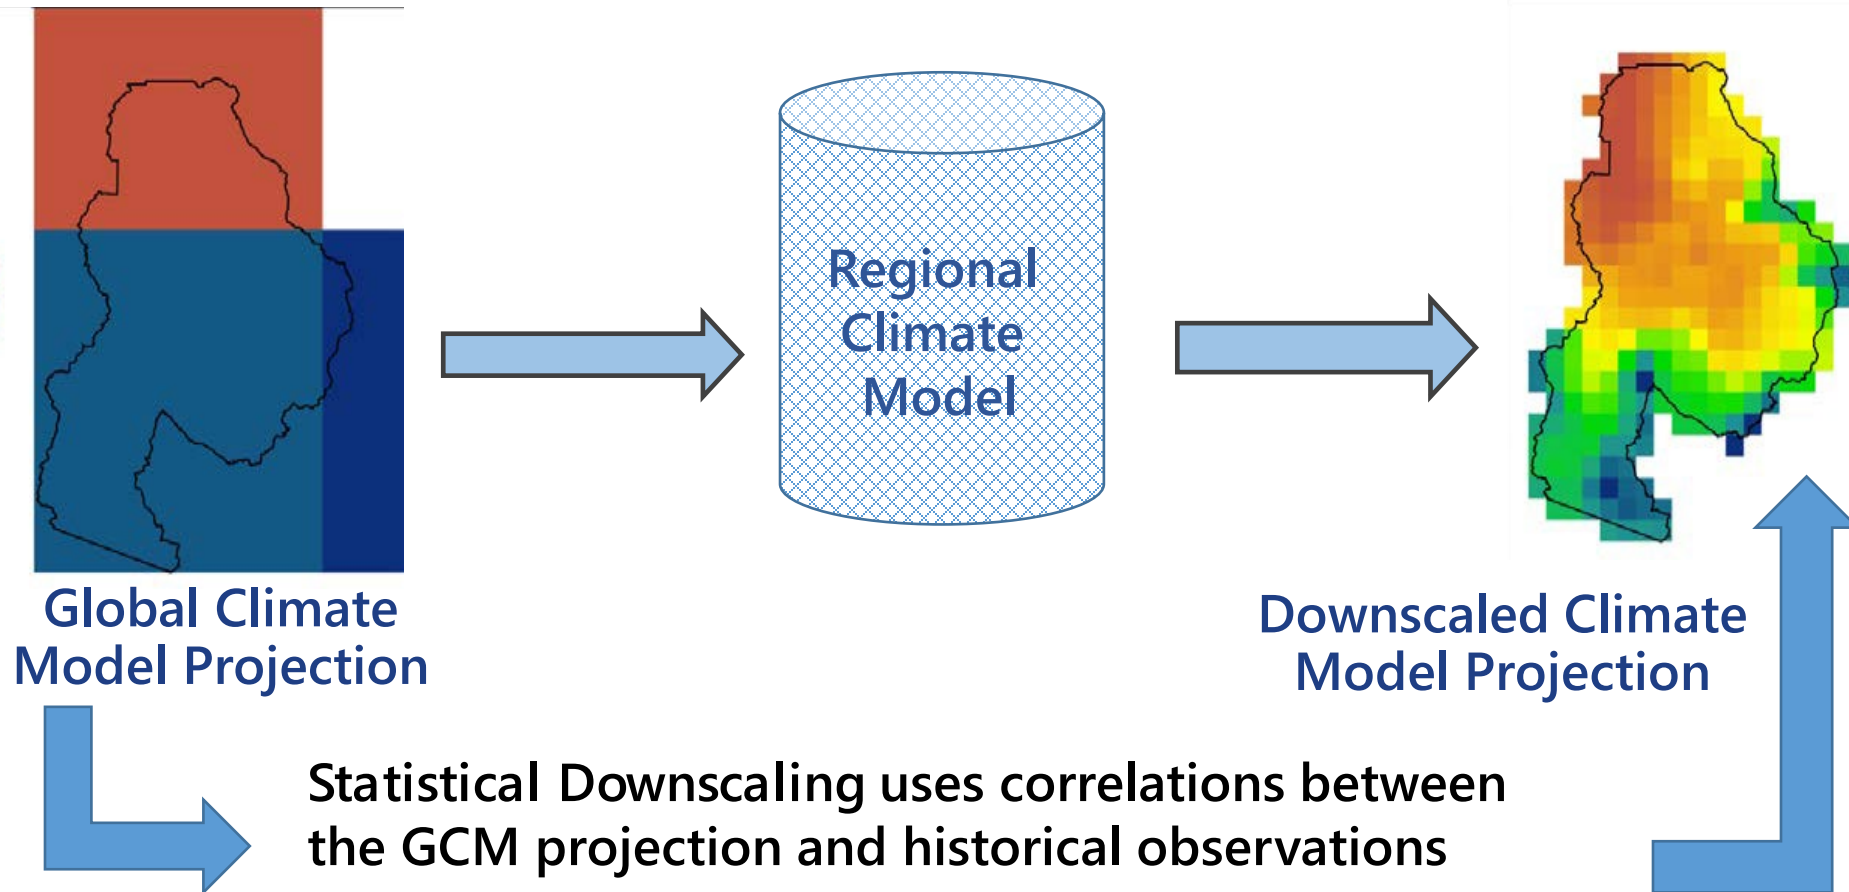 Regional
Climate
Model
Global Climate
Model Projection
Downscaled Climate
Model Projection
Statistical Downscaling uses correlations between
the GCM projection and historical observations